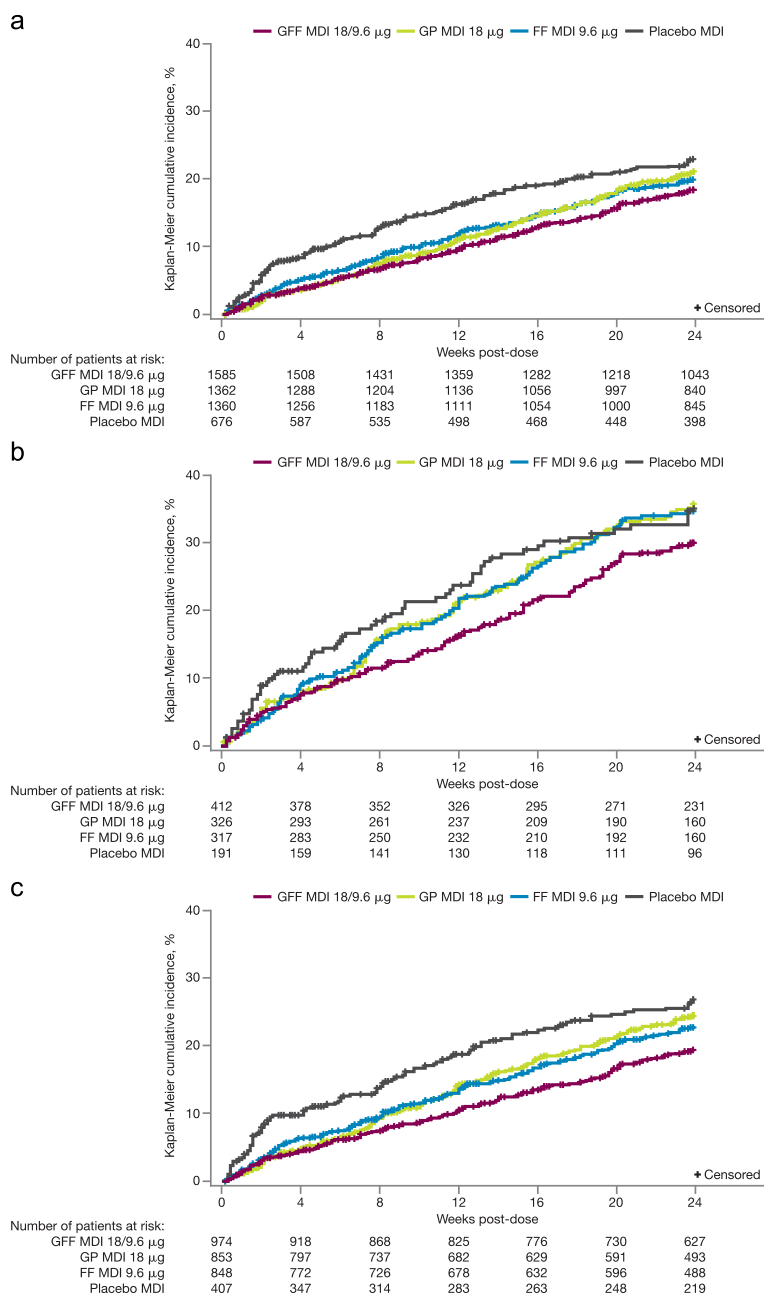 a
GFF MDI 18/9.6 μg GP MDI 18 μg FF MDI 9.6 μg Placebo MDI
Kaplan-Meier cumulative incidence, %
40
30
20
10
0
+ Censored
0 4 8 12 16 20 24
Weeks post-dose
Number of patients at risk:
GFF MDI 18/9.6 μg 1585 1508 1431 1359 1282 1218 1043
GP MDI 18 μg 1362 1288 1204 1136 1056 997 840
FF MDI 9.6 μg 1360 1256 1183 1111 1054 1000 845
Placebo MDI 676 587 535 498 468 448 398
b
GFF MDI 18/9.6 μg GP MDI 18 μg FF MDI 9.6 μg Placebo MDI
Kaplan-Meier cumulative incidence, %
40
30
20
10
0
+ Censored
0 4 8 12 16 20 24
Weeks post-dose
Number of patients at risk:
GFF MDI 18/9.6 μg 412 378 352 326 295 271 231
GP MDI 18 μg 326 293 261 237 209 190 160
FF MDI 9.6 μg 317 283 250 232 210 192 160
Placebo MDI 191 159 141 130 118 111 96
c
GFF MDI 18/9.6 μg GP MDI 18 μg FF MDI 9.6 μg Placebo MDI
Kaplan-Meier cumulative incidence, %
40
30
20
10
0
+ Censored
0 4 8 12 16 20 24
Weeks post-dose
Number of patients at risk:
GFF MDI 18/9.6 μg 974 918 868 825 776 730 627
GP MDI 18 μg 853 797 737 682 629 591 493
FF MDI 9.6 μg 848 772 726 678 632 596 488
Placebo MDI 407 347 314 283 263 248 219